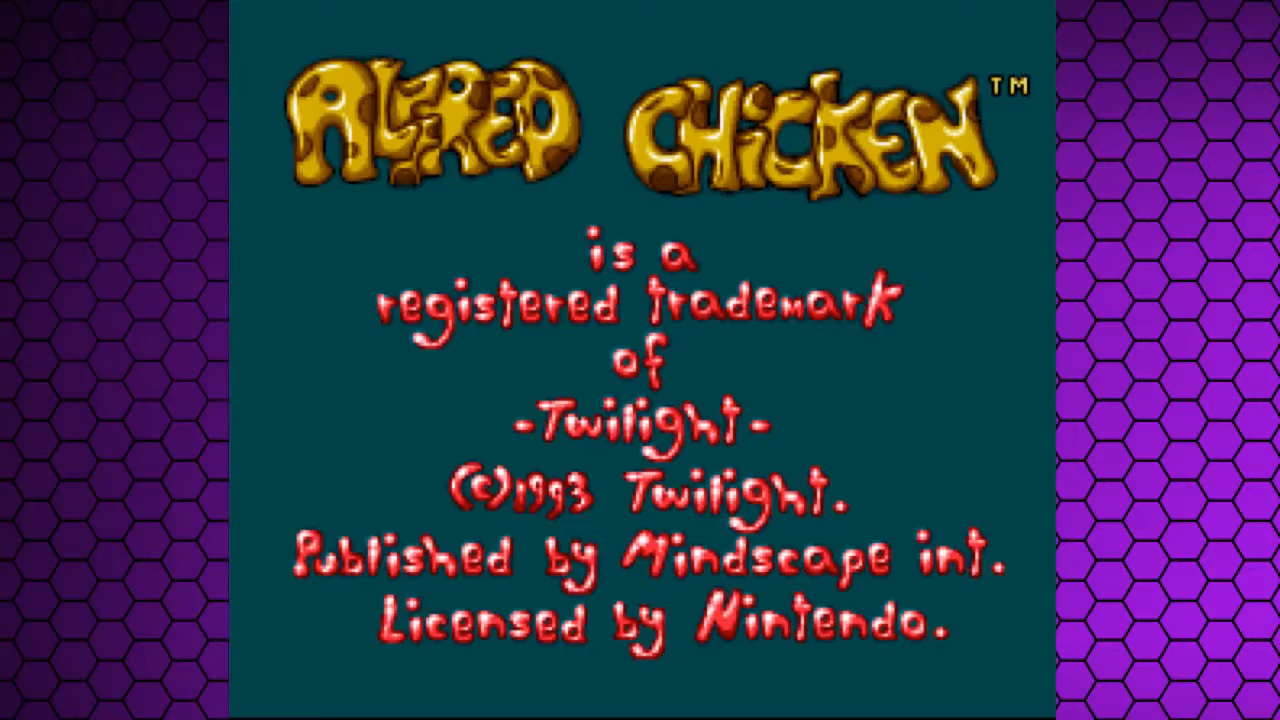 ALFRED CHiCKEN™
is a
registered trademark
of
-Twilight-
(c)1993 Twilight.
Published by Mindscape int.
Licensed by Nintendo.